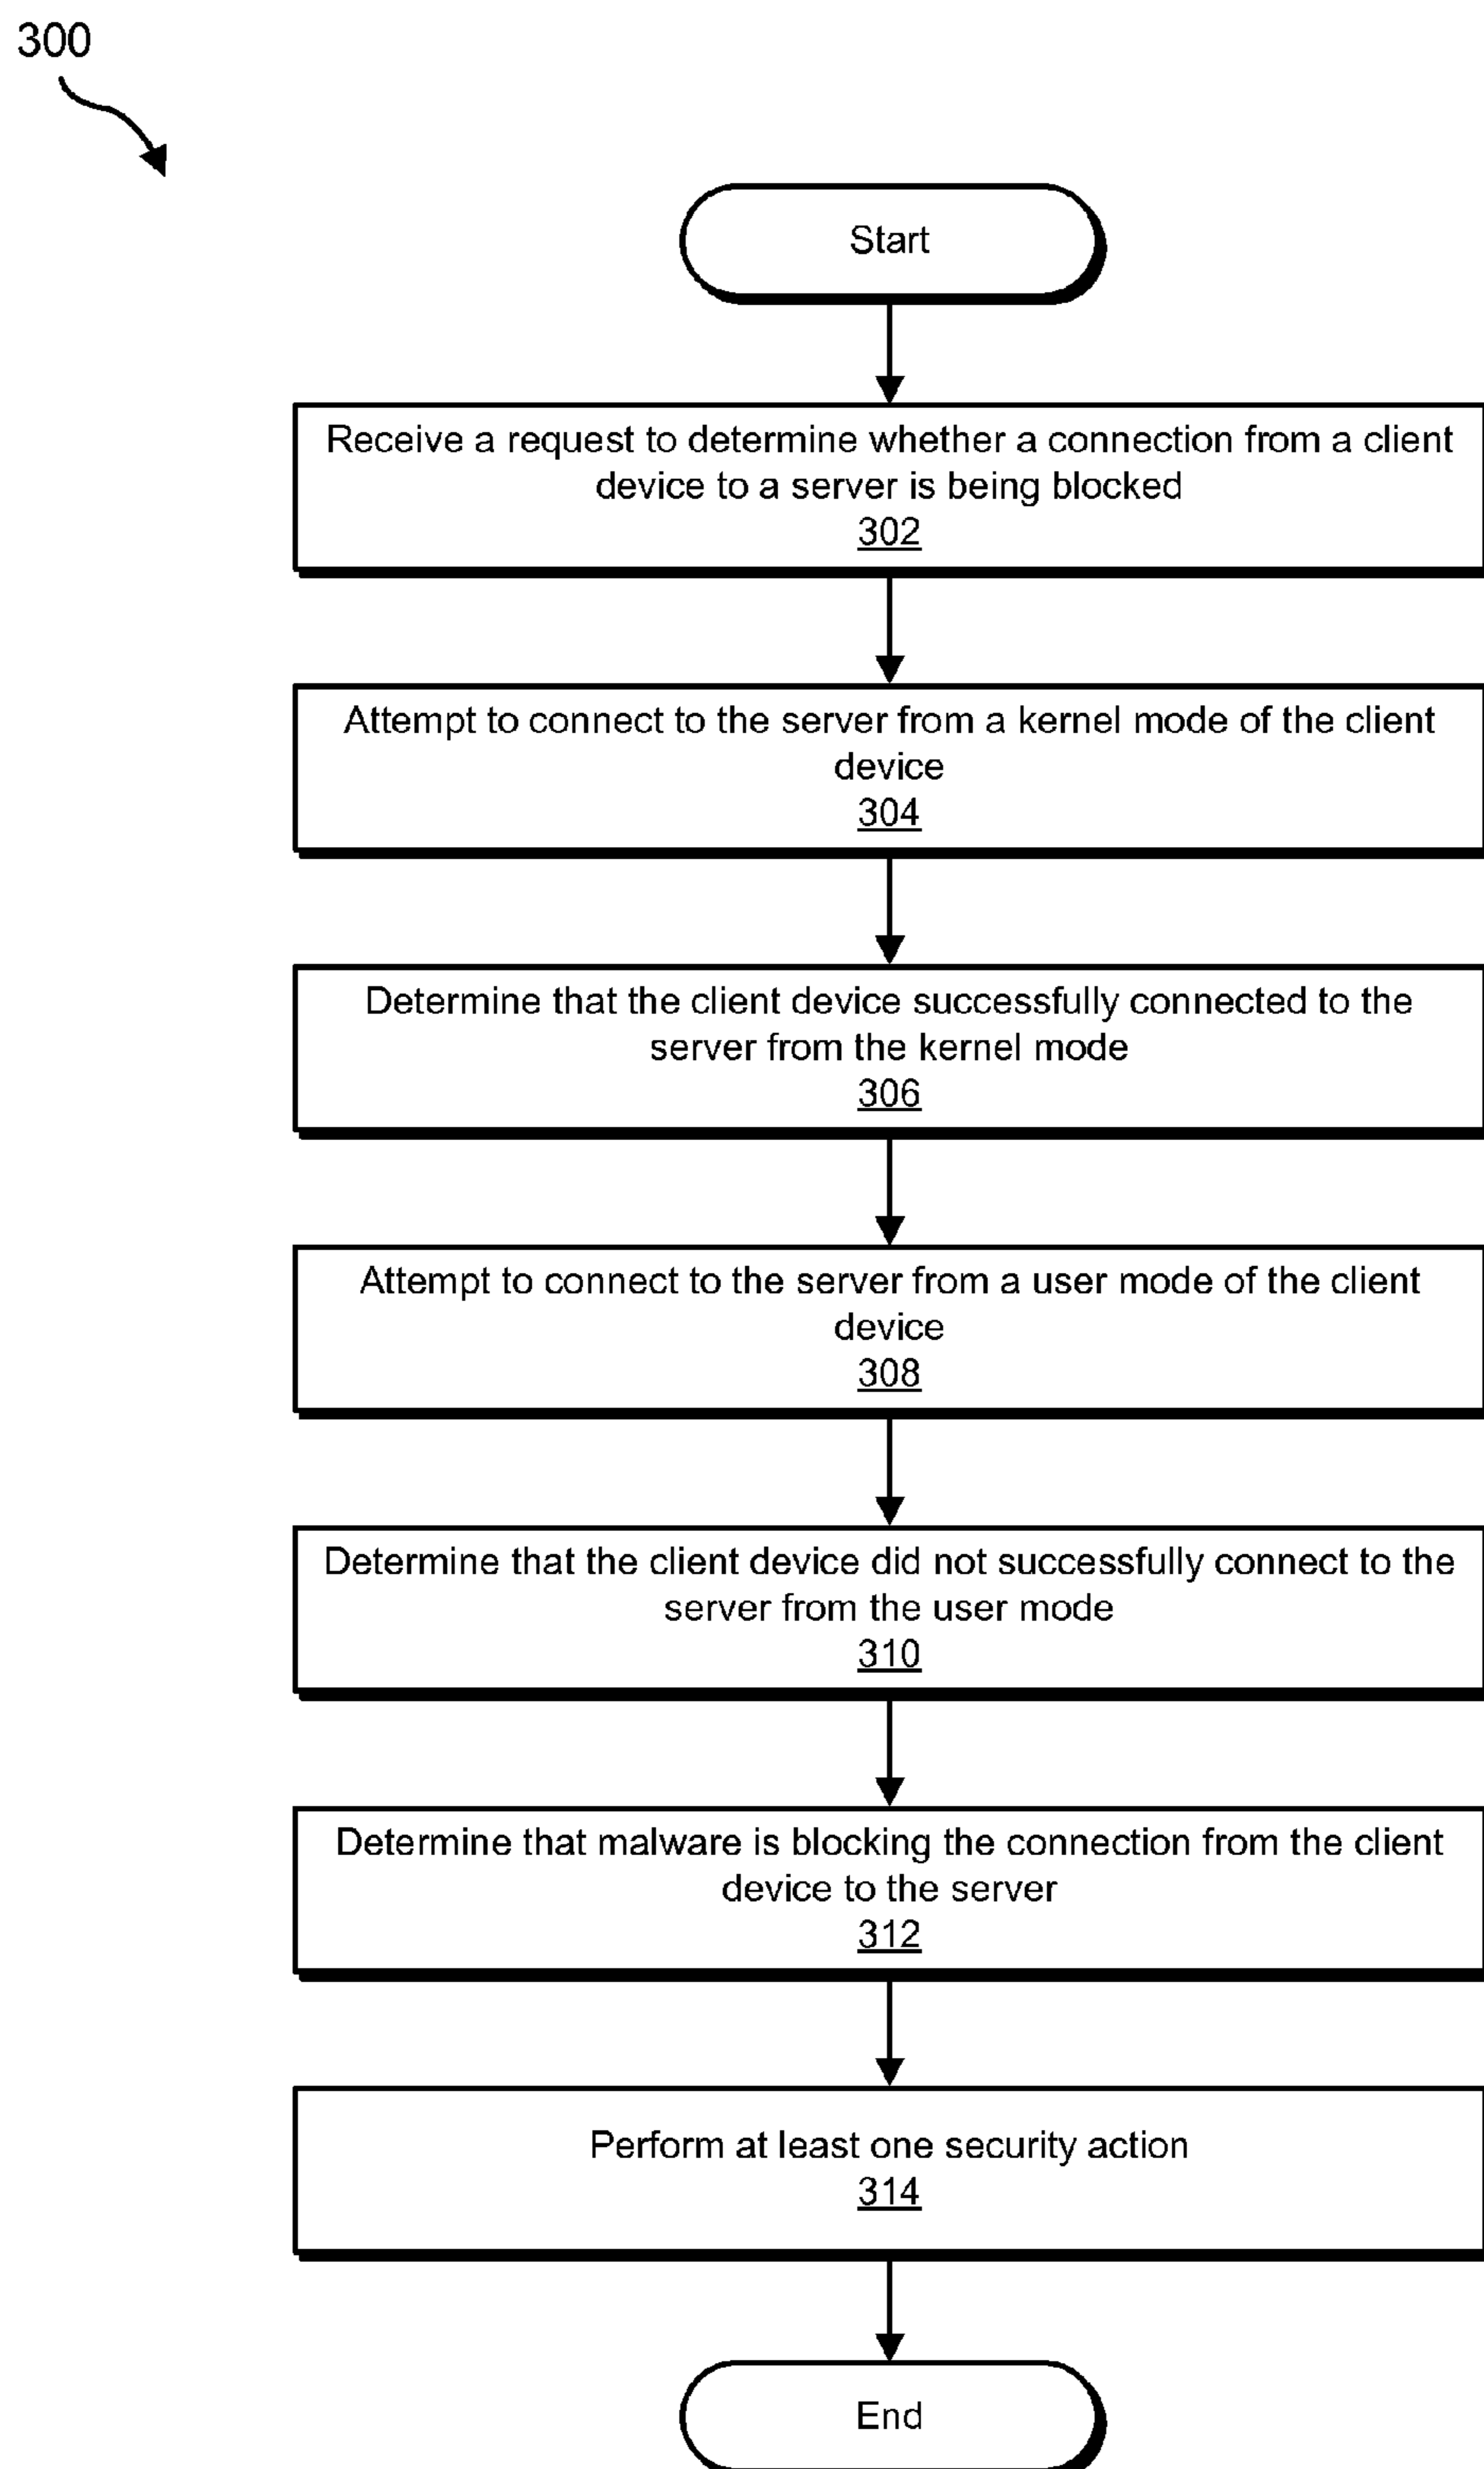 300
Start
Receive a request to determine whether a connection from a client
device to a server is being blocked
302
Attempt to connect to the server from a kernel mode of the client
device
304
Determine that the client device successfully connected to the
server from the kernel mode
306
Attempt to connect to the server from a user mode of the client
device
308
Determine that the client device did not successfully connect to the
server from the user mode
310
Determine that malware is blocking the connection from the client
device to the server
312
Perform at least one security action
314
End